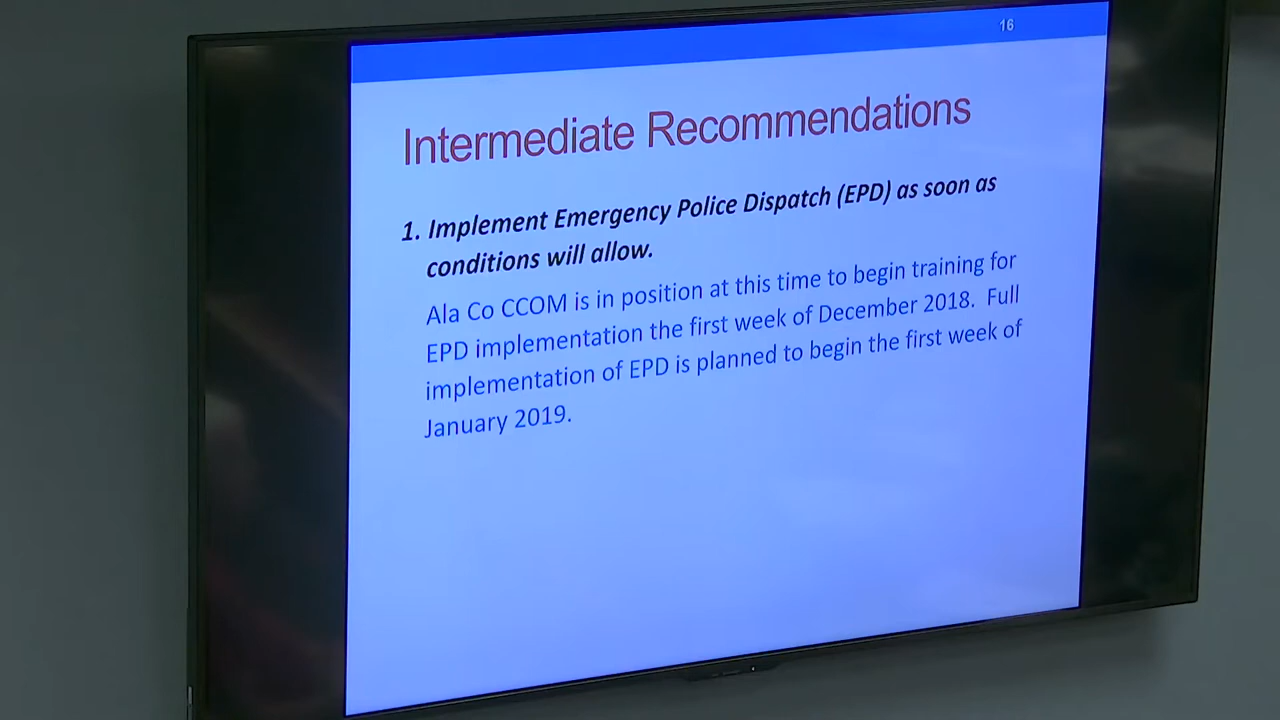 16
Intermediate Recommendations
1. Implement Emergency Police Dispatch (EPD) as soon as
conditions will allow.
Ala Co CCOM is in position at this time to begin training for
EPD implementation the first week of December 2018. Full
implementation of EPD is planned to begin the first week of
January 2019.